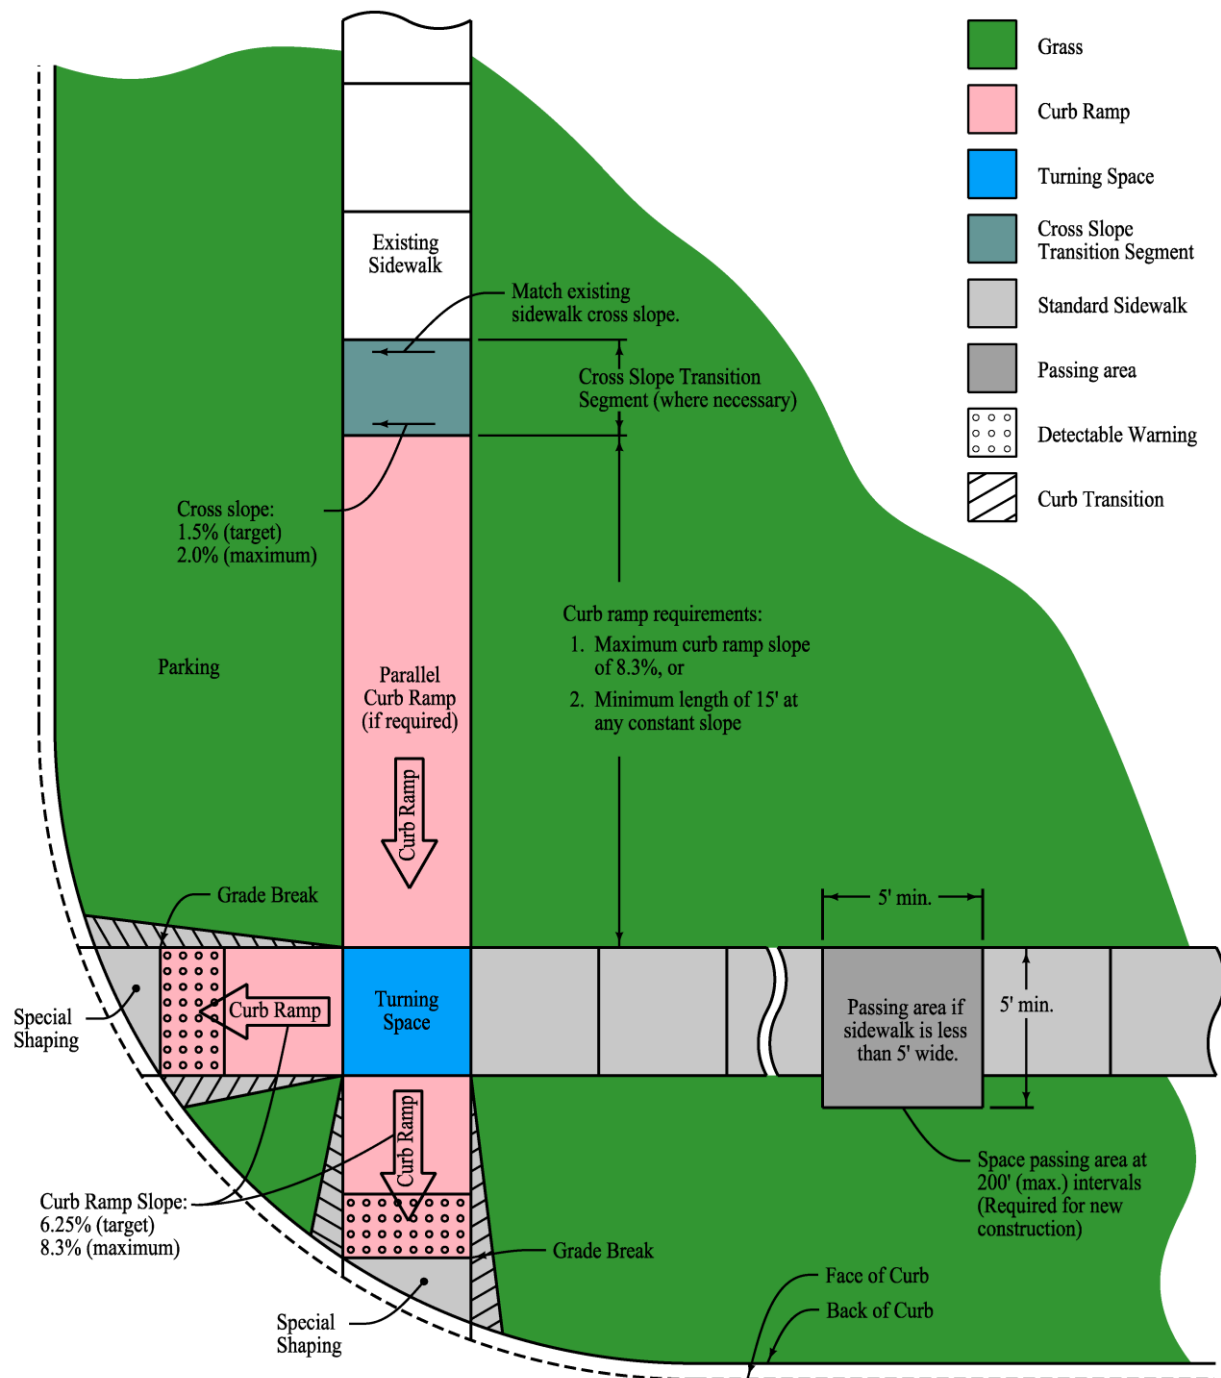 Grass
Curb Ramp
Turning Space
Cross Slope
Transition Segment
Standard Sidewalk
Passing area
Detectable Warning
Curb Transition
Existing
Sidewalk
Match existing
sidewalk cross slope.
Cross Slope Transition
Segment (where necessary)
Cross slope:
1.5% (target)
2.0% (maximum)
Curb ramp requirements:
1. Maximum curb ramp slope
of 8.3%, or
2. Minimum length of 15' at
any constant slope
Parking
Parallel
Curb Ramp
(if required)
Curb Ramp
Grade Break
5' min.
Special
Shaping
Curb Ramp
Turning
Space
Passing area if
sidewalk is less
than 5' wide.
5' min.
Curb Ramp
Space passing area at
200' (max.) intervals
(Required for new
construction)
Curb Ramp Slope:
6.25% (target)
8.3% (maximum)
Grade Break
Face of Curb
Back of Curb
Special
Shaping